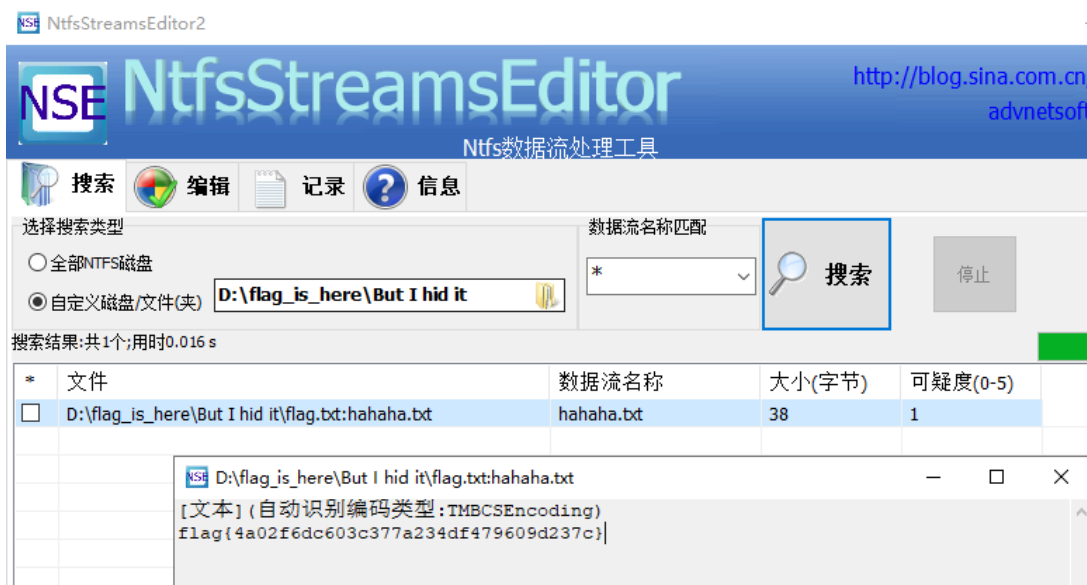 NSE NtfsStreamsEditor2
NSE NtfsStreamsEditor
http://blog.sina.com.cn
advnetsoft
Ntfs数据流处理工具
搜索 编辑 记录 ? 信息
选择搜索类型 数据流名称匹配
全部NTFS磁盘
* 搜索 停止
自定义磁盘/文件(夹) D:\flag_is_here\But I hid it
搜索结果:共1个;用时0.016 s
* 文件 数据流名称 大小(字节) 可疑度(0-5)
D:\flag_is_here\But I hid it\flag.txt:hahaha.txt hahaha.txt 38 1
NSE D:\flag_is_here\But I hid it\flag.txt:hahaha.txt
[文本](自动识别编码类型:TMBCSEncoding)
flag{4a02f6dc603c377a234df479609d237c}